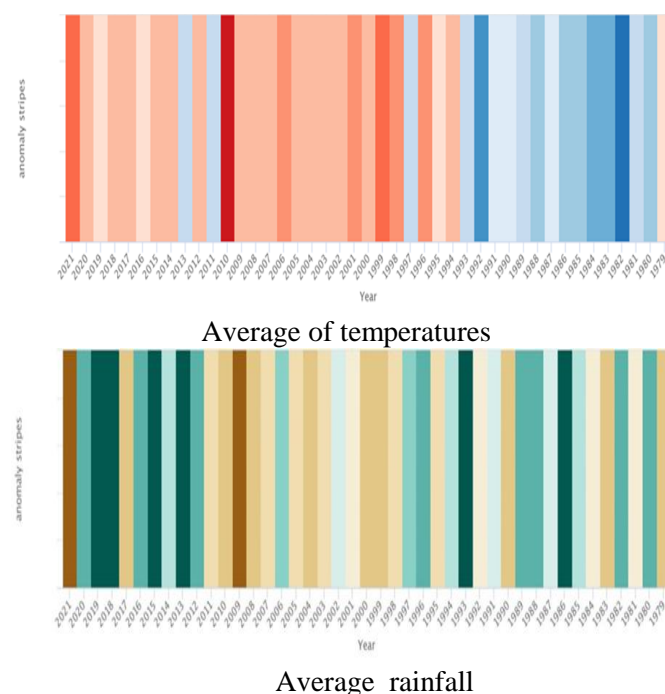 anomaly stripes
2021 2020 2019 2018 2017 2016 2015 2014 2013 2012 2011 2010 2009 2008 2007 2006 2005 2004 2003 2002 2001 2000 1999 1998 1997 1996 1995 1994 1993 1992 1991 1990 1989 1988 1987 1986 1985 1984 1983 1982 1981 1980 1979
Year
Average of temperatures
anomaly stripes
2021 2020 2019 2018 2017 2016 2015 2014 2013 2012 2011 2010 2009 2008 2007 2006 2005 2004 2003 2002 2001 2000 1999 1998 1997 1996 1995 1994 1993 1992 1991 1990 1989 1988 1987 1986 1985 1984 1983 1982 1981 1980
Year
Average rainfall